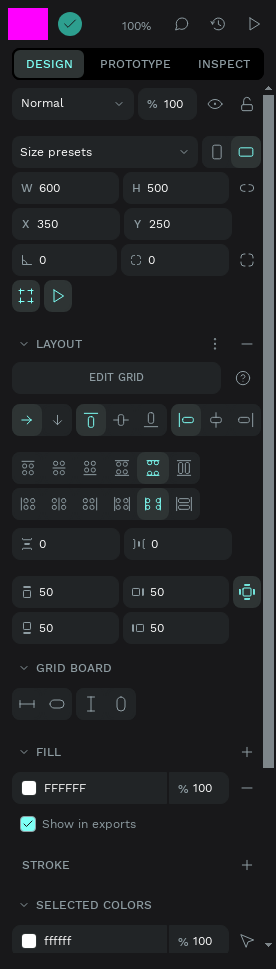 100%
DESIGN PROTOTYPE INSPECT
Normal % 100
Size presets
W 600 H 500
X 350 Y 250
0 0
LAYOUT
EDIT GRID ?
0 0
50 50
50 50
GRID BOARD
FILL
FFFFFF % 100
Show in exports
STROKE
SELECTED COLORS
ffffff % 100